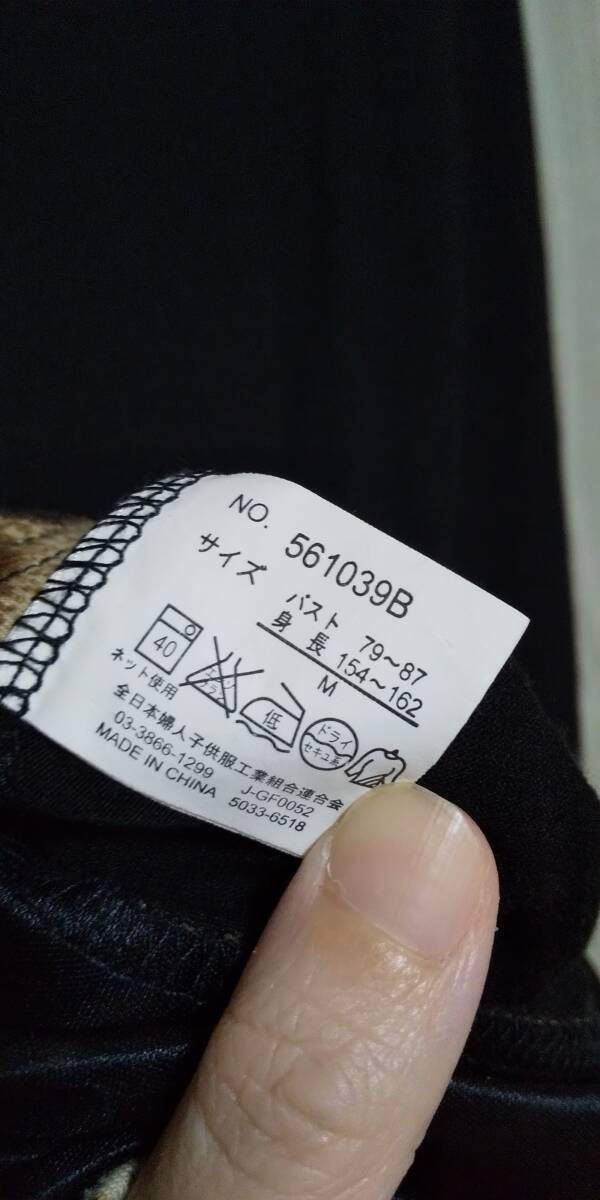 NO. 561039B
サイズ
バスト 79〜87
身長 154〜162
M
40
低
ドライ
セキユ系
ネット使用
全日本婦人子供服工業組合連合会
03-3866-1299 J-GF0052
MADE IN CHINA 5033-6518